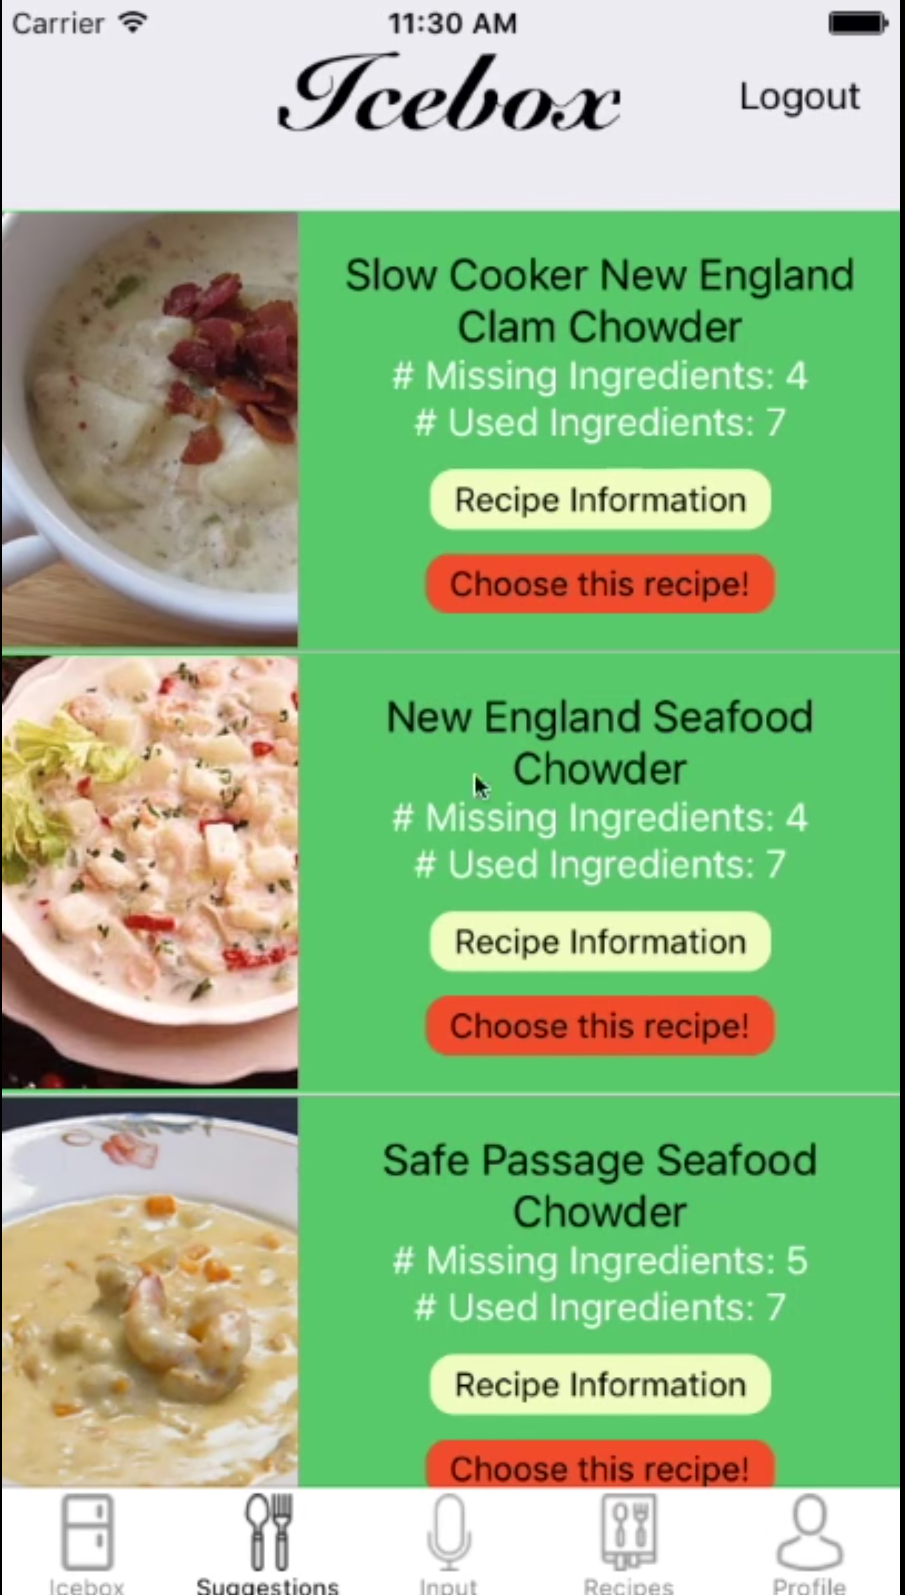 Carrier 11:30 AM
Icebox
Logout
Slow Cooker New England
Clam Chowder
# Missing Ingredients: 4
# Used Ingredients: 7
Recipe Information
Choose this recipe!
New England Seafood
Chowder
# Missing Ingredients: 4
# Used Ingredients: 7
Recipe Information
Choose this recipe!
Safe Passage Seafood
Chowder
# Missing Ingredients: 5
# Used Ingredients: 7
Recipe Information
Choose this recipe!
Icebox Suggestions Input Recipes Profile